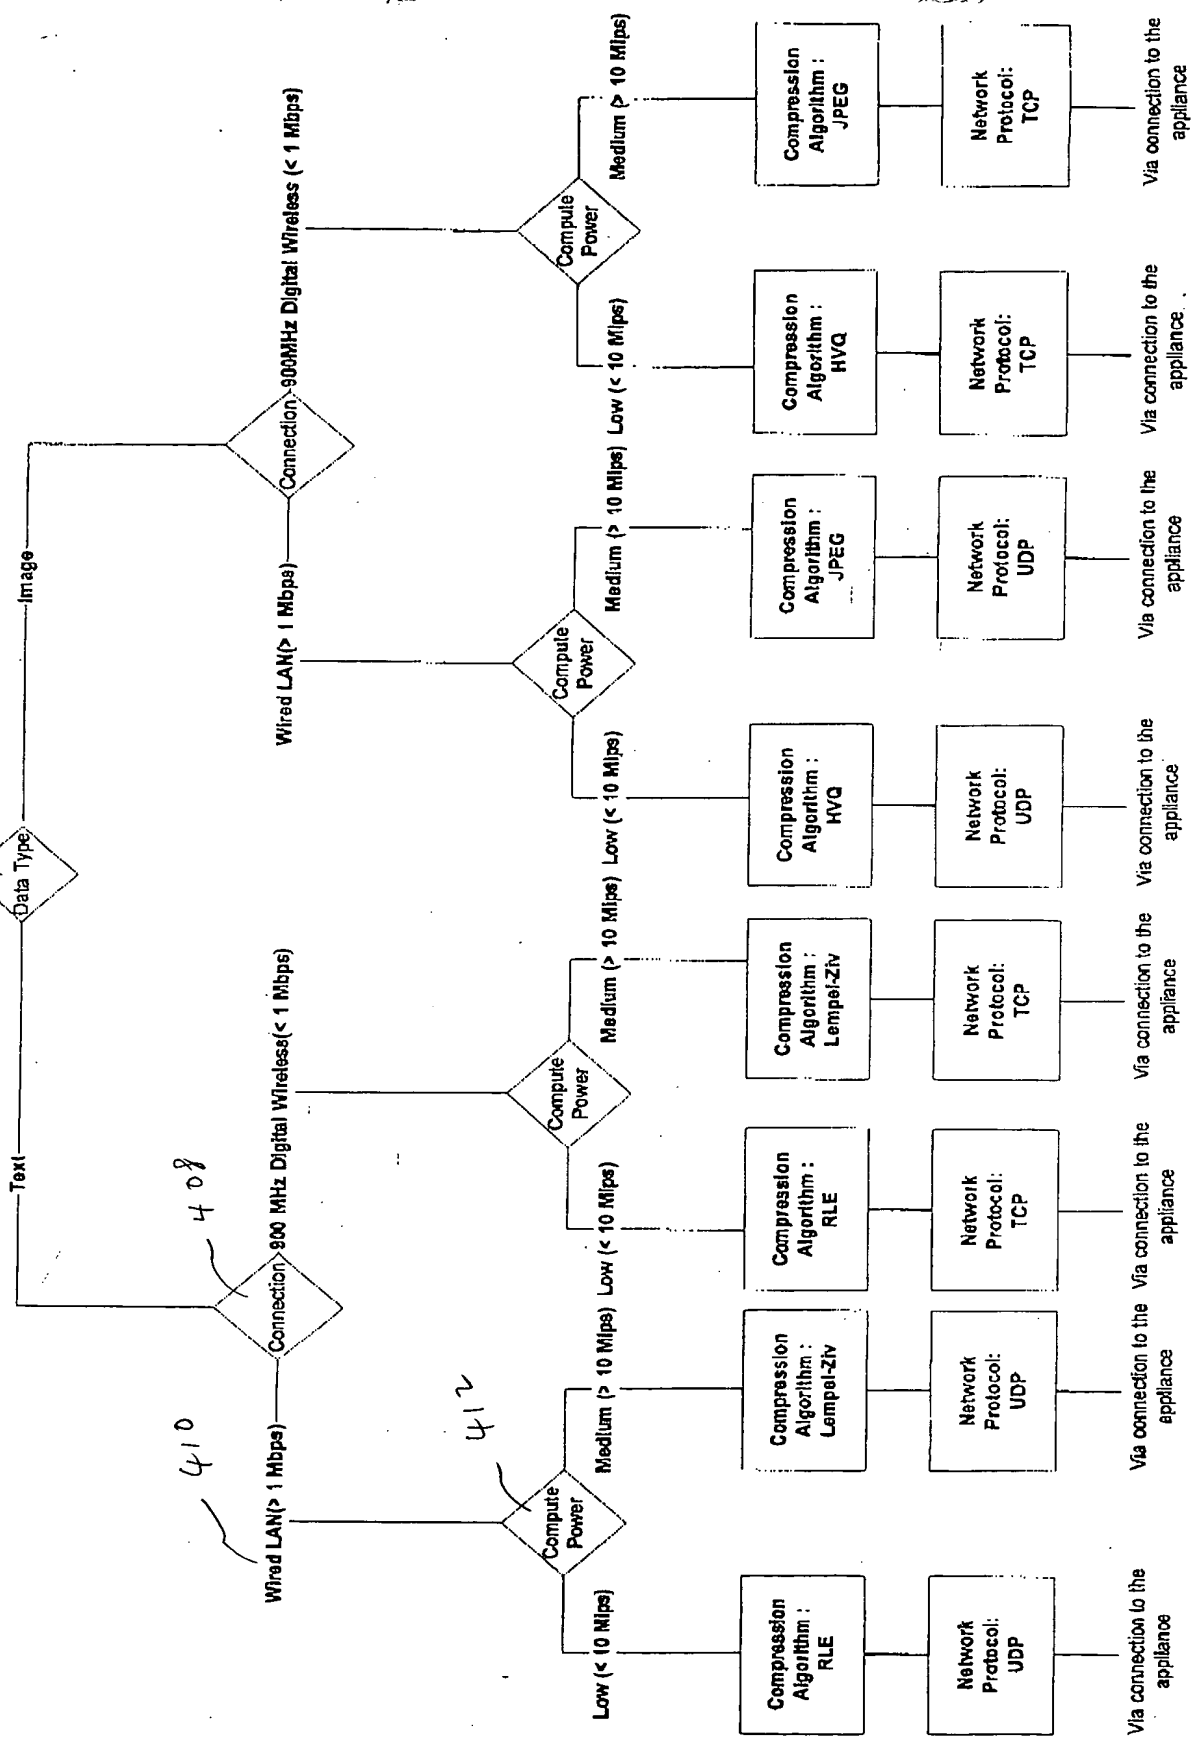 Data Type
Text
Image
408
410
Wired LAN(> 1 Mbps)
Connection
900 MHz Digital Wireless(< 1 Mbps)
Wired LAN(> 1 Mbps)
Connection
900MHz Digital Wireless (< 1 Mbps)
412
Compute
Power
Compute
Power
Compute
Power
Compute
Power
Low (< 10 Mips)
Medium (> 10 Mips)
Low (< 10 Mips)
Medium (> 10 Mips)
Low (< 10 Mips)
Medium (> 10 Mips)
Low (< 10 Mips)
Medium (> 10 Mips)
Compression
Algorithm :
RLE
Compression
Algorithm :
Lempel-Ziv
Compression
Algorithm :
RLE
Compression
Algorithm :
Lempel-Ziv
Compression
Algorithm :
HVQ
Compression
Algorithm :
JPEG
Compression
Algorithm :
HVQ
Compression
Algorithm :
JPEG
Network
Protocol:
UDP
Network
Protocol:
UDP
Network
Protocol:
TCP
Network
Protocol:
TCP
Network
Protocol:
UDP
Network
Protocol:
UDP
Network
Protocol:
TCP
Network
Protocol:
TCP
Via connection to the
appliance
Via connection to the
appliance
Via connection to the
appliance
Via connection to the
appliance
Via connection to the
appliance
Via connection to the
appliance
Via connection to the
appliance
Via connection to the
appliance